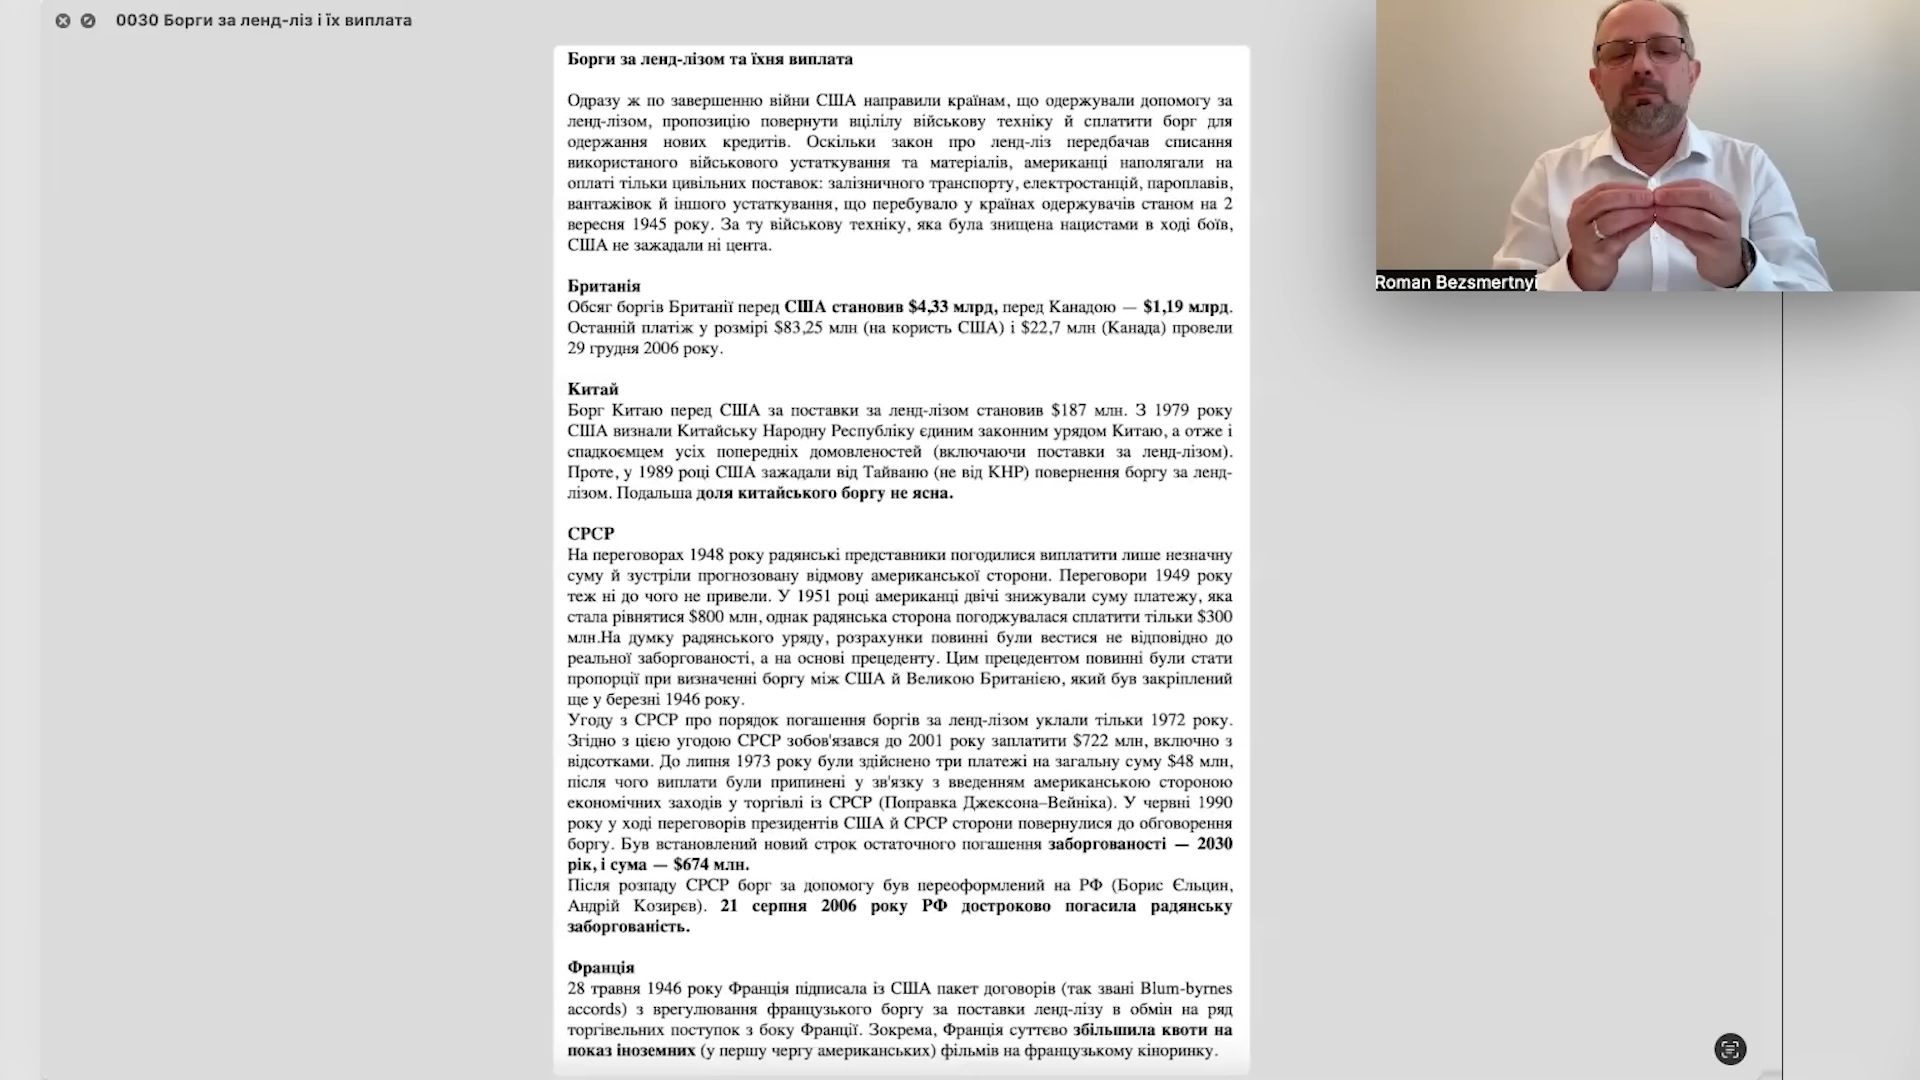 0030 Борги за ленд-ліз і їх виплата
Борги за ленд-лізом та їхня виплата
Одразу ж по завершенню війни США направили країнам, що одержували допомогу за
ленд-лізом, пропозицію повернути вцілілу військову техніку й сплатити борг для
одержання нових кредитів. Оскільки закон про ленд-ліз передбачав списання
використаного військового устаткування та матеріалів, американці наполягали на
оплаті тільки цивільних поставок: залізничного транспорту, електростанцій, пароплавів,
вантажівок й іншого устаткування, що перебувало у країнах одержувачів станом на 2
вересня 1945 року. За ту військову техніку, яка була знищена нацистами в ході боїв,
США не зажадали ні цента.
Британія
Обсяг боргів Британії перед США становив $4,33 млрд, перед Канадою — $1,19 млрд.
Останній платіж у розмірі $83,25 млн (на користь США) і $22,7 млн (Канада) провели
29 грудня 2006 року.
Китай
Борг Китаю перед США за поставки за ленд-лізом становив $187 млн. З 1979 року
США визнали Китайську Народну Республіку єдиним законним урядом Китаю, а отже і
спадкоємцем усіх попередніх домовленостей (включаючи поставки за ленд-лізом).
Проте, у 1989 році США зажадали від Тайваню (не від КНР) повернення боргу за ленд-
лізом. Подальша доля китайського боргу не ясна.
СРСР
На переговорах 1948 року радянські представники погодилися виплатити лише незначну
суму й зустріли прогнозовану відмову американської сторони. Переговори 1949 року
теж ні до чого не привели. У 1951 році американці двічі знижували суму платежу, яка
стала рівнятися $800 млн, однак радянська сторона погоджувалася сплатити тільки $300
млн.На думку радянського уряду, розрахунки повинні були вестися не відповідно до
реальної заборгованості, а на основі прецеденту. Цим прецедентом повинні були стати
пропорції при визначенні боргу між США й Великою Британією, який був закріплений
ще у березні 1946 року.
Угоду з СРСР про порядок погашення боргів за ленд-лізом уклали тільки 1972 року.
Згідно з цією угодою СРСР зобов'язався до 2001 року заплатити $722 млн, включно з
відсотками. До липня 1973 року були здійснено три платежі на загальну суму $48 млн,
після чого виплати були припинені у зв'язку з введенням американською стороною
економічних заходів у торгівлі із СРСР (Поправка Джексона–Вейніка). У червні 1990
року у ході переговорів президентів США й СРСР сторони повернулися до обговорення
боргу. Був встановлений новий строк остаточного погашення заборгованості — 2030
рік, і сума — $674 млн.
Після розпаду СРСР борг за допомогу був переоформлений на РФ (Борис Єльцин,
Андрій Козирєв). 21 серпня 2006 року РФ достроково погасила радянську
заборгованість.
Франція
28 травня 1946 року Франція підписала із США пакет договорів (так звані Blum-byrnes
accords) з врегулювання французького боргу за поставки ленд-лізу в обмін на ряд
торгівельних поступок з боку Франції. Зокрема, Франція суттєво збільшила квоти на
показ іноземних (у першу чергу американських) фільмів на французькому кіноринку.
Roman Bezsmertnyi